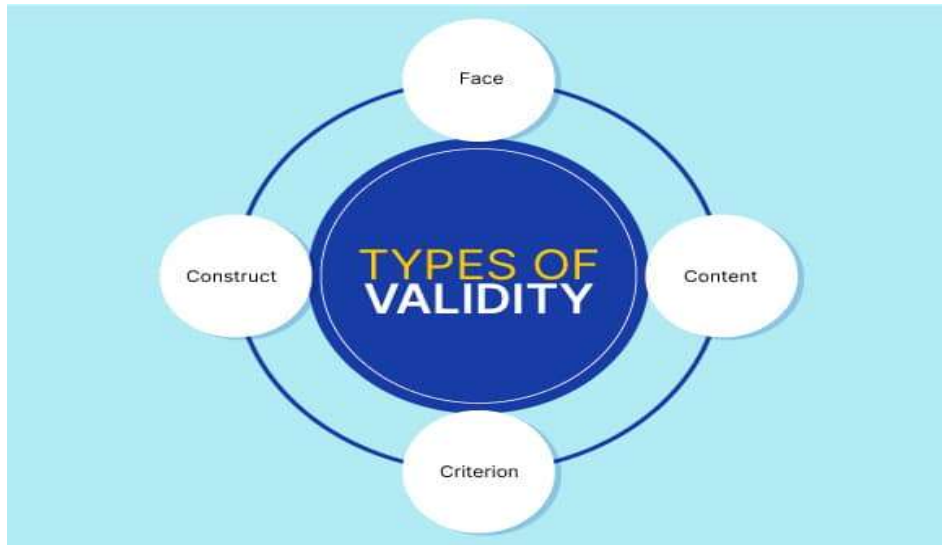 Face
Construct
TYPES OF
VALIDITY
Content
Criterion